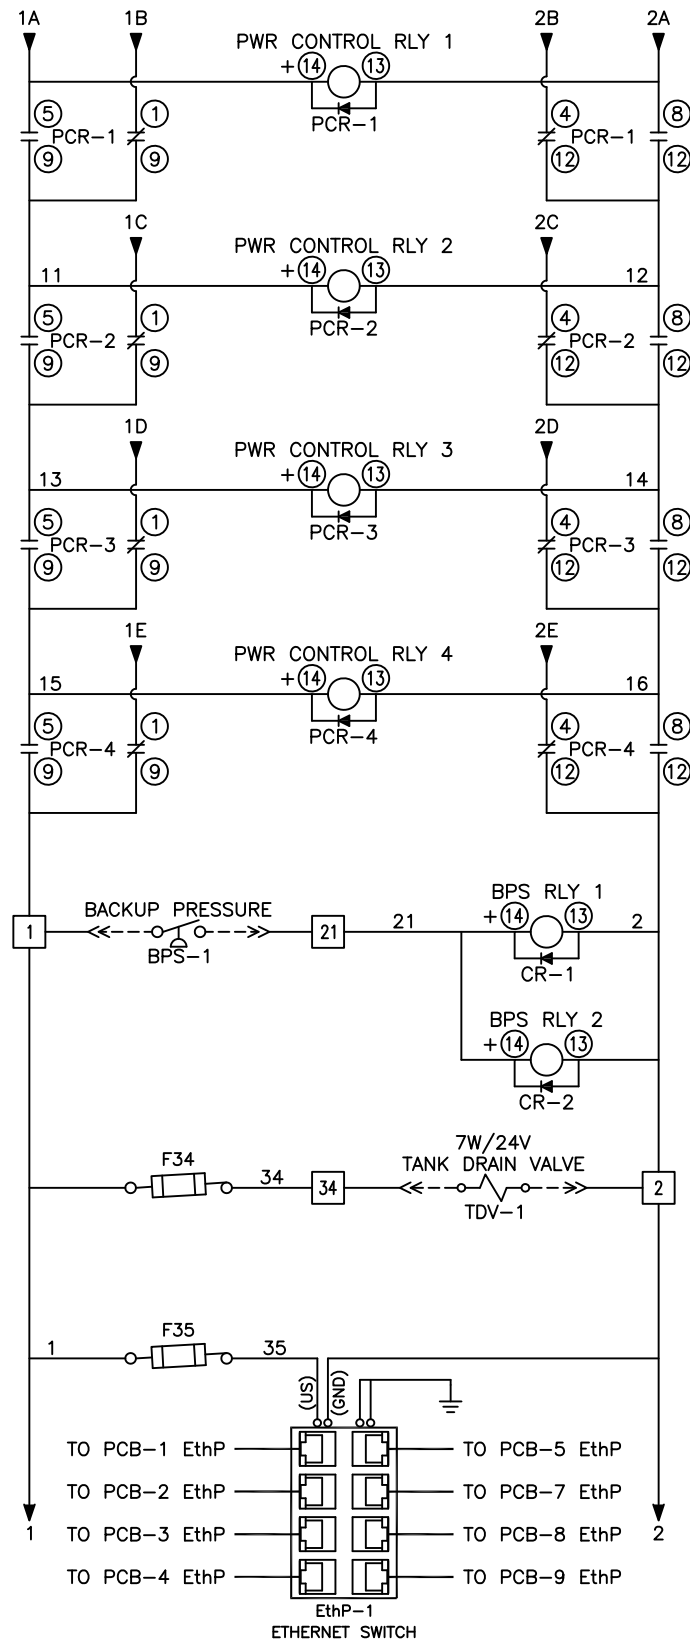 1A 1B 2B 2A
PWR CONTROL RLY 1
+ 14 13
PCR-1
5 1 4 8
PCR-1 PCR-1
9 9 12 12
1C 2C
PWR CONTROL RLY 2
11 + 14 13 12
PCR-2
5 1 4 8
PCR-2 PCR-2
9 9 12 12
1D 2D
PWR CONTROL RLY 3
13 + 14 13 14
PCR-3
5 1 4 8
PCR-3 PCR-3
9 9 12 12
1E 2E
PWR CONTROL RLY 4
15 + 14 13 16
PCR-4
5 1 4 8
PCR-4 PCR-4
9 9 12 12
BPS RLY 1
BACKUP PRESSURE
+ 14 13
1 21 21 2
BPS-1
CR-1
BPS RLY 2
+ 14 13
CR-2
7W/24V
F34 TANK DRAIN VALVE
34 34 2
TDV-1
F35
1 35
(US) (GND)
TO PCB-1 EthP TO PCB-5 EthP
TO PCB-2 EthP TO PCB-7 EthP
TO PCB-3 EthP TO PCB-8 EthP
1 2
TO PCB-4 EthP TO PCB-9 EthP
EthP-1
ETHERNET SWITCH